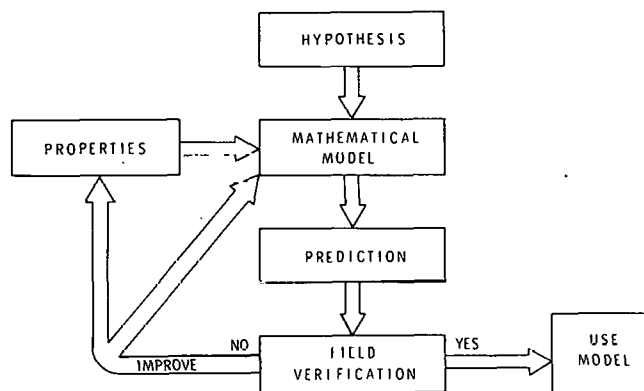 HYPOTHESIS
PROPERTIES
MATHEMATICAL
MODEL
PREDICTION
NO
IMPROVE
FIELD
VERIFICATION
YES
USE
MODEL